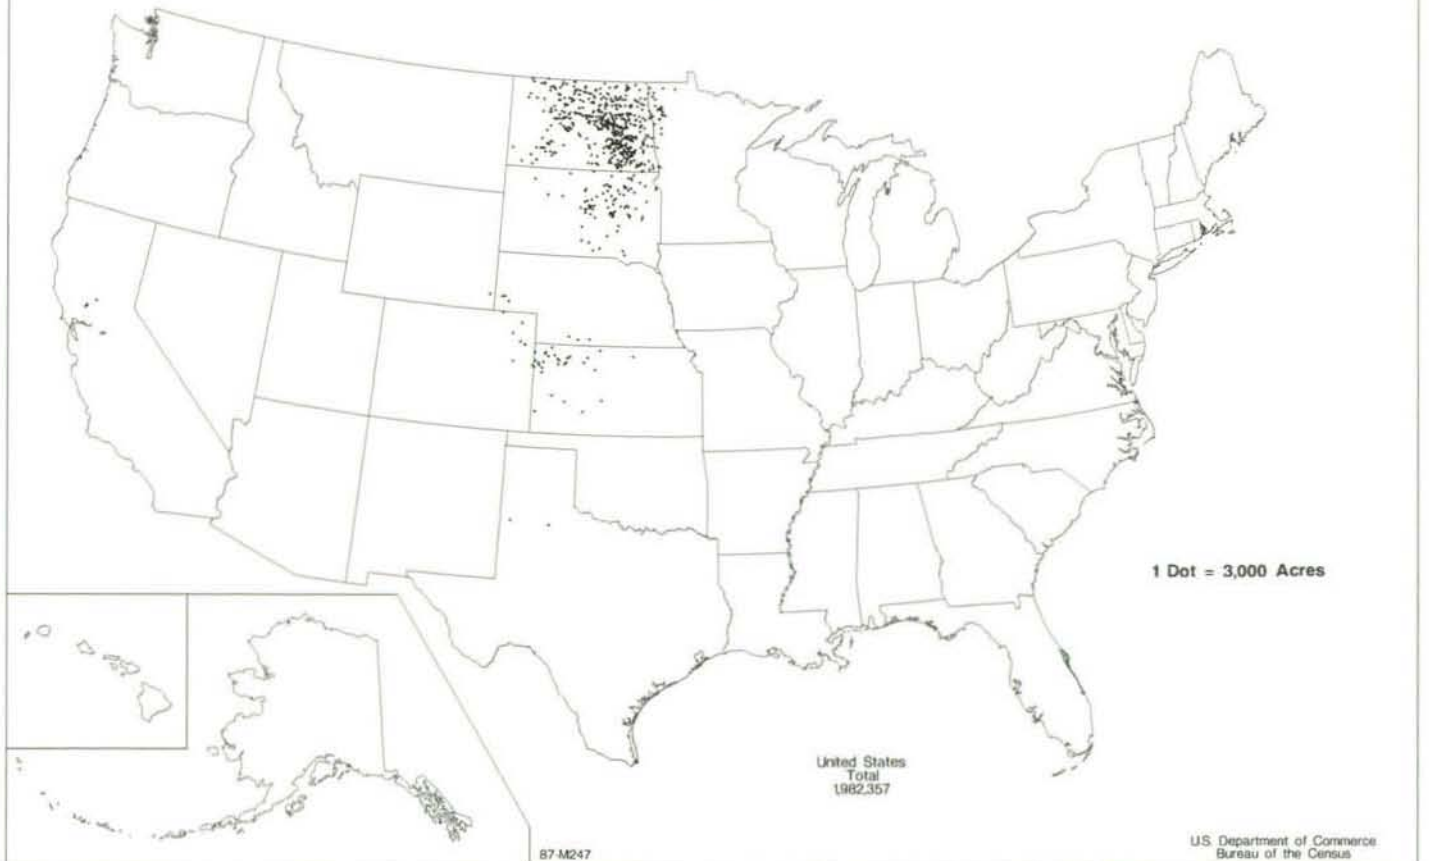 1 Dot = 3,000 Acres
United States
Total
1,982,357
87-M247
U.S. Department of Commerce
Bureau of the Census